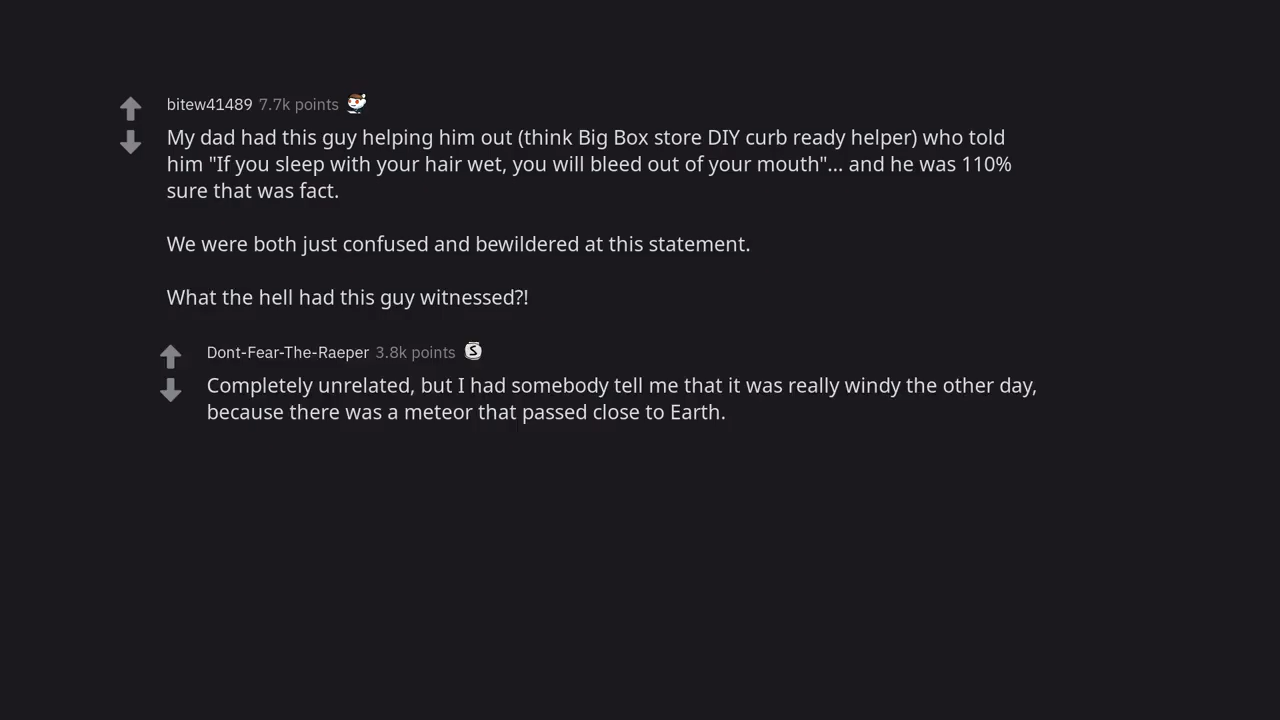 bitew41489 7.7k points
My dad had this guy helping him out (think Big Box store DIY curb ready helper) who told
him "If you sleep with your hair wet, you will bleed out of your mouth"... and he was 110%
sure that was fact.
We were both just confused and bewildered at this statement.
What the hell had this guy witnessed?!
Dont-Fear-The-Raeper 3.8k points
Completely unrelated, but I had somebody tell me that it was really windy the other day,
because there was a meteor that passed close to Earth.